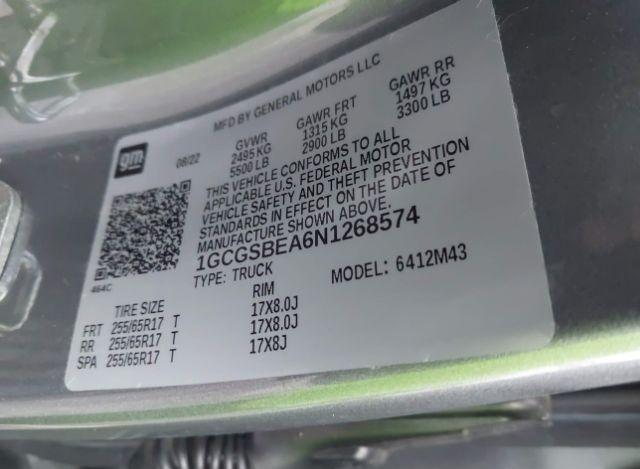 MFD BY GENERAL MOTORS LLC
gm
08/22
GVWR GAWR FRT GAWR RR
2495 KG 1315 KG 1497 KG
5500 LB 2900 LB 3300 LB
THIS VEHICLE CONFORMS TO ALL
APPLICABLE U.S. FEDERAL MOTOR
VEHICLE SAFETY AND THEFT PREVENTION
STANDARDS IN EFFECT ON THE DATE OF
MANUFACTURE SHOWN ABOVE.
1GCGSBEA6N1268574
TYPE: TRUCK MODEL: 6412M43
464C
TIRE SIZE RIM
FRT 255/65R17 T 17X8.0J
RR 255/65R17 T 17X8.0J
SPA 255/65R17 T 17X8J